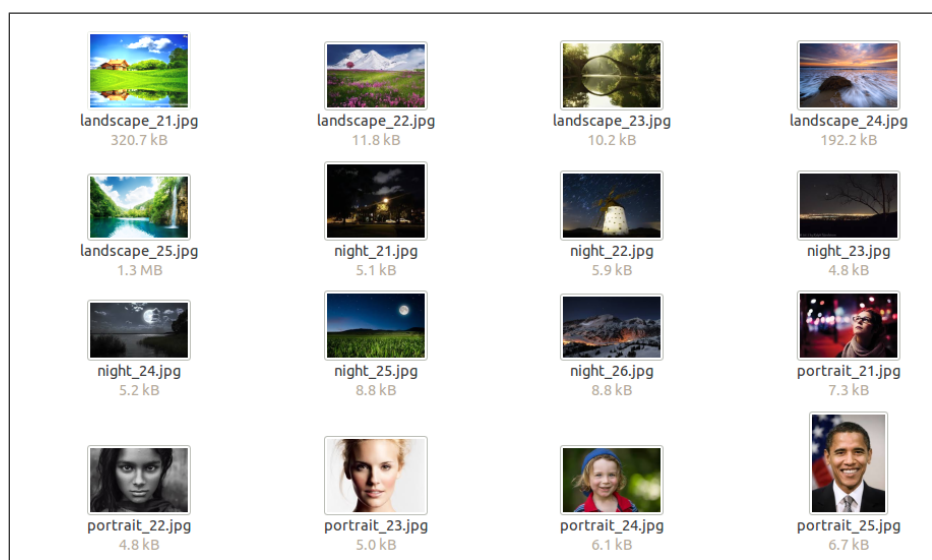 landscape_21.jpg landscape_22.jpg landscape_23.jpg landscape_24.jpg
320.7 kB 11.8 kB 10.2 kB 192.2 kB
landscape_25.jpg night_21.jpg night_22.jpg night_23.jpg
1.3 MB 5.1 kB 5.9 kB 4.8 kB
night_24.jpg night_25.jpg night_26.jpg portrait_21.jpg
5.2 kB 8.8 kB 8.8 kB 7.3 kB
portrait_22.jpg portrait_23.jpg portrait_24.jpg portrait_25.jpg
4.8 kB 5.0 kB 6.1 kB 6.7 kB